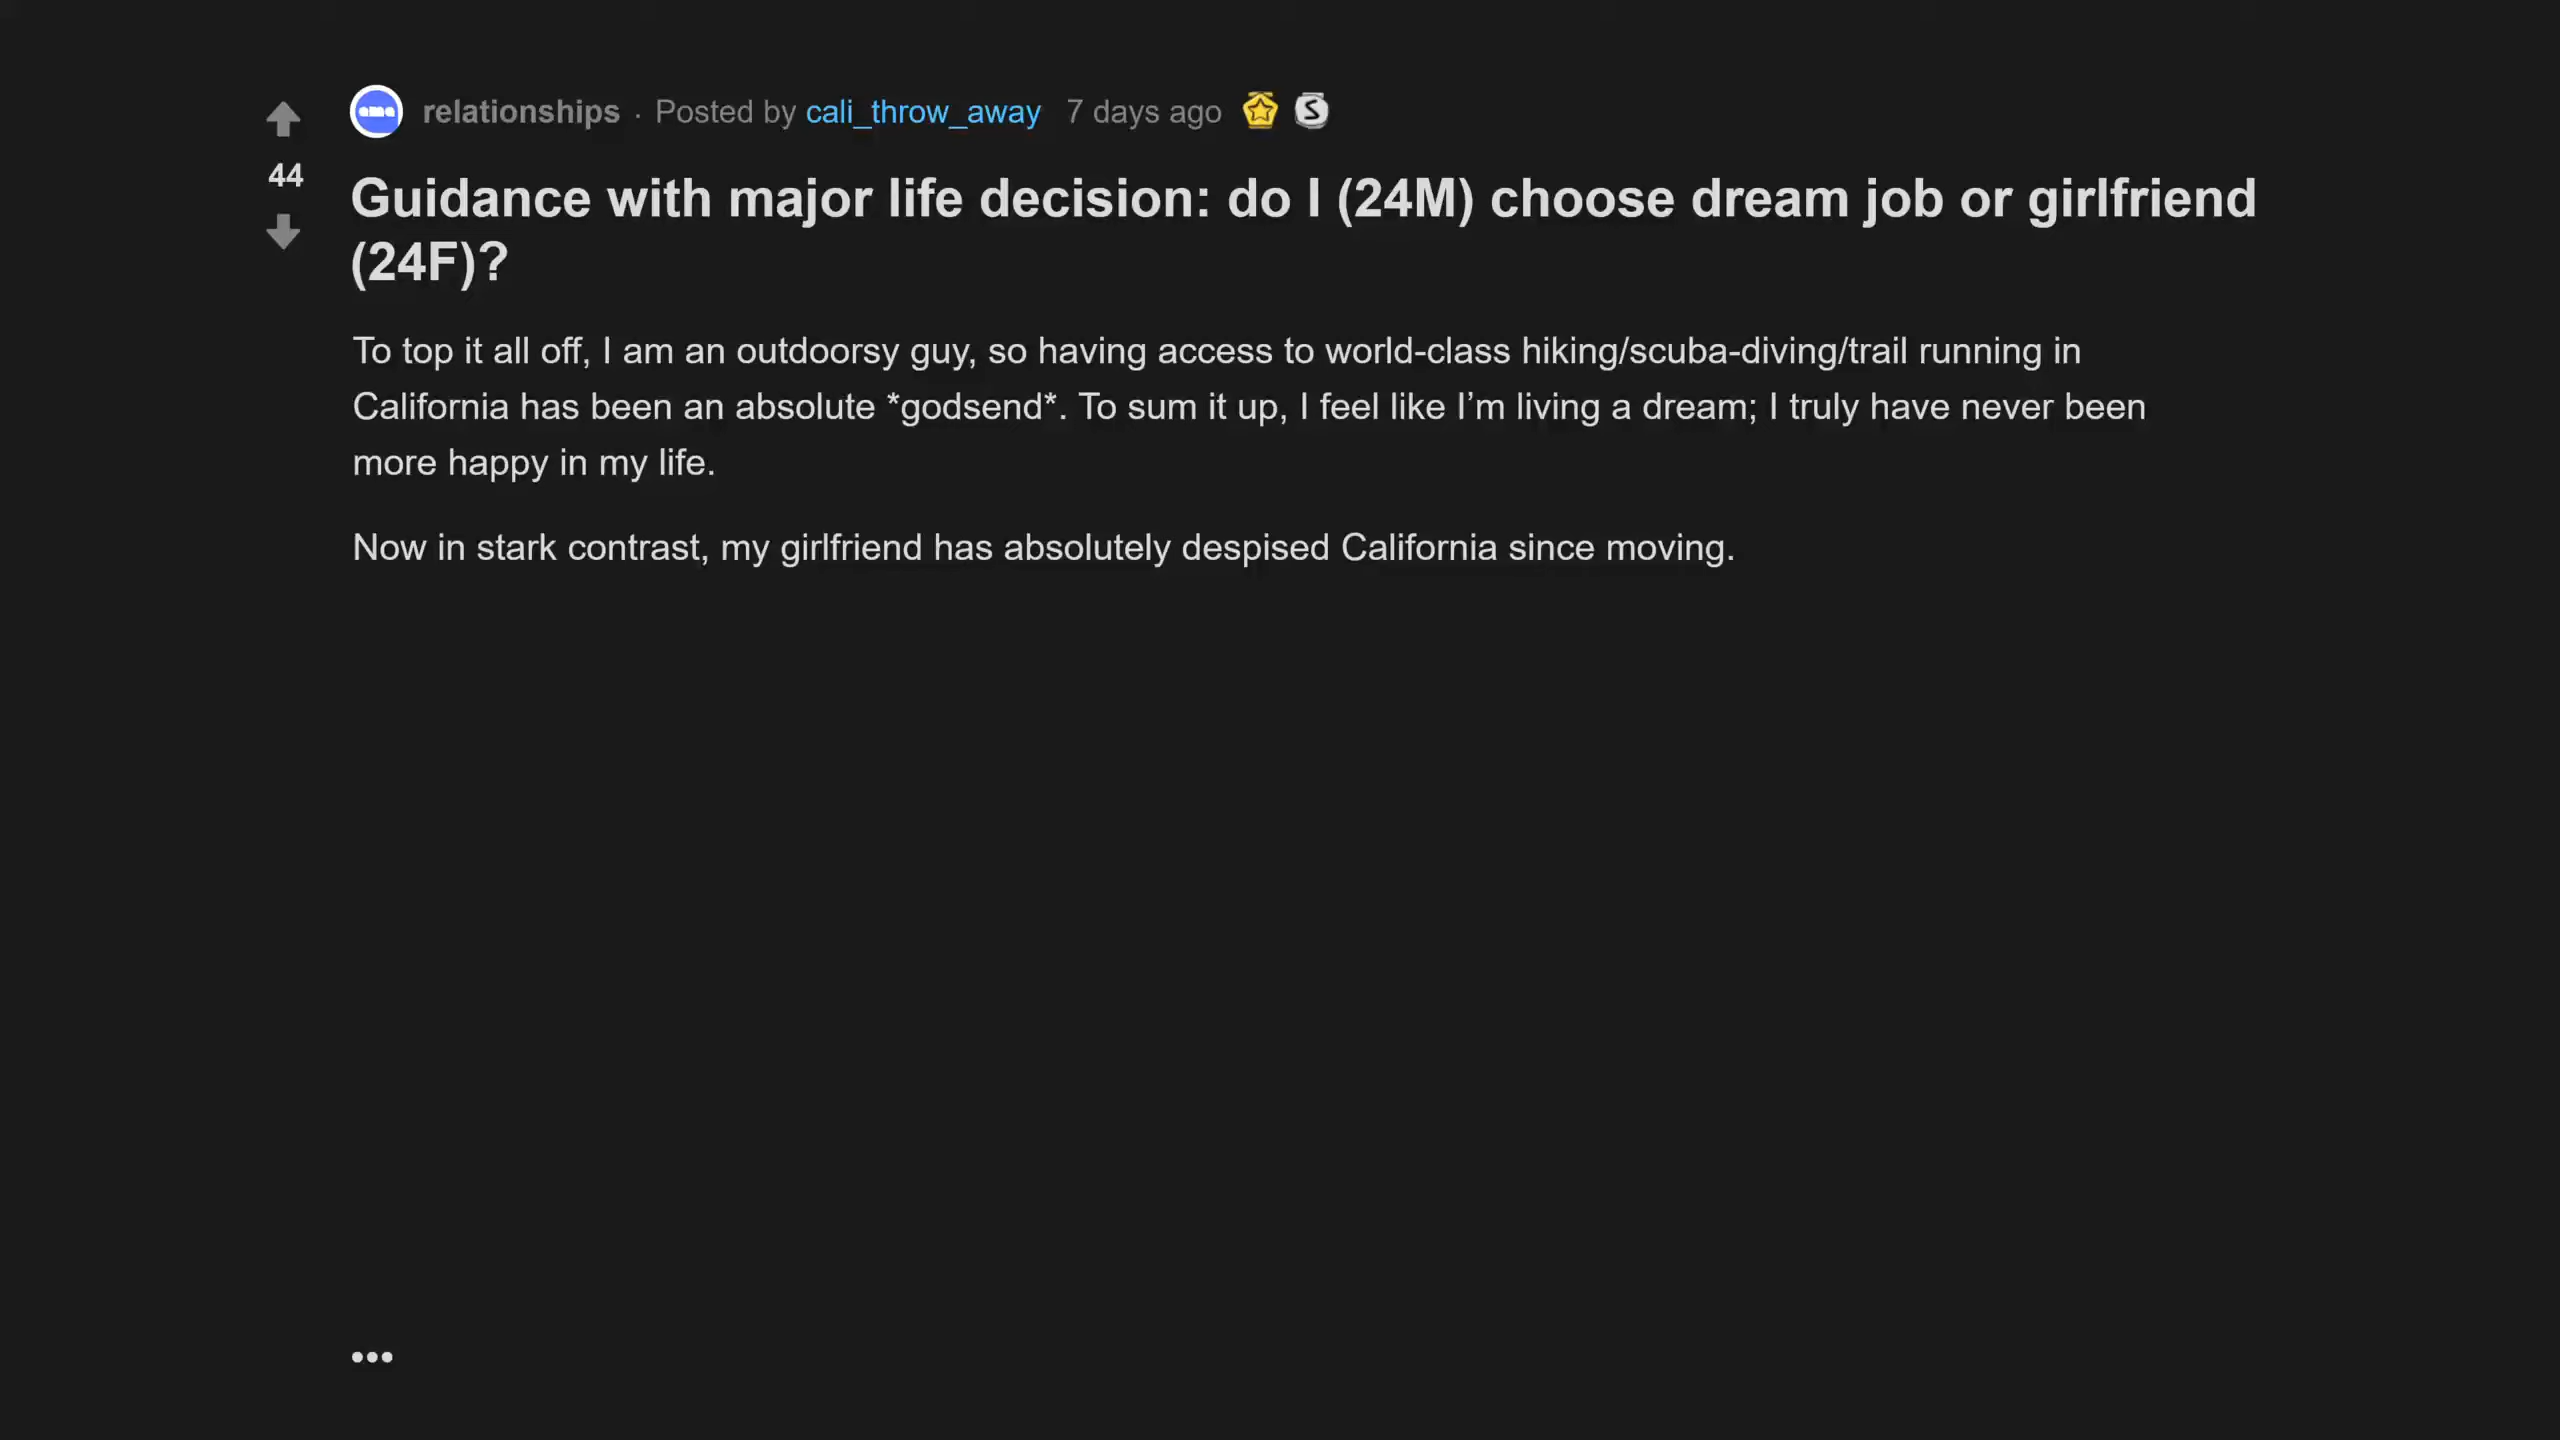 relationships · Posted by cali_throw_away 7 days ago
44
Guidance with major life decision: do I (24M) choose dream job or girlfriend
(24F)?
To top it all off, I am an outdoorsy guy, so having access to world-class hiking/scuba-diving/trail running in
California has been an absolute *godsend*. To sum it up, I feel like I’m living a dream; I truly have never been
more happy in my life.
Now in stark contrast, my girlfriend has absolutely despised California since moving.
•••